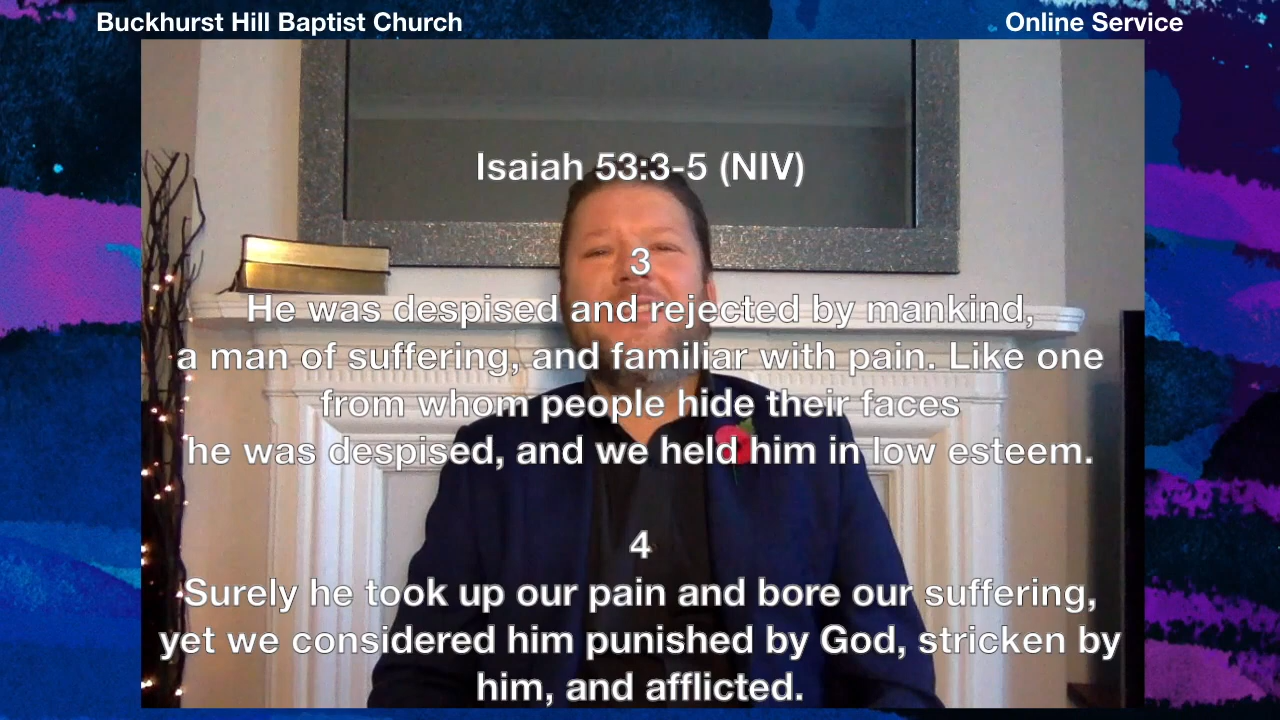 Buckhurst Hill Baptist Church
Online Service
Isaiah 53:3-5 (NIV)
3
He was despised and rejected by mankind,
a man of suffering, and familiar with pain. Like one
from whom people hide their faces
he was despised, and we held him in low esteem.
4
Surely he took up our pain and bore our suffering,
yet we considered him punished by God, stricken by
him, and afflicted.